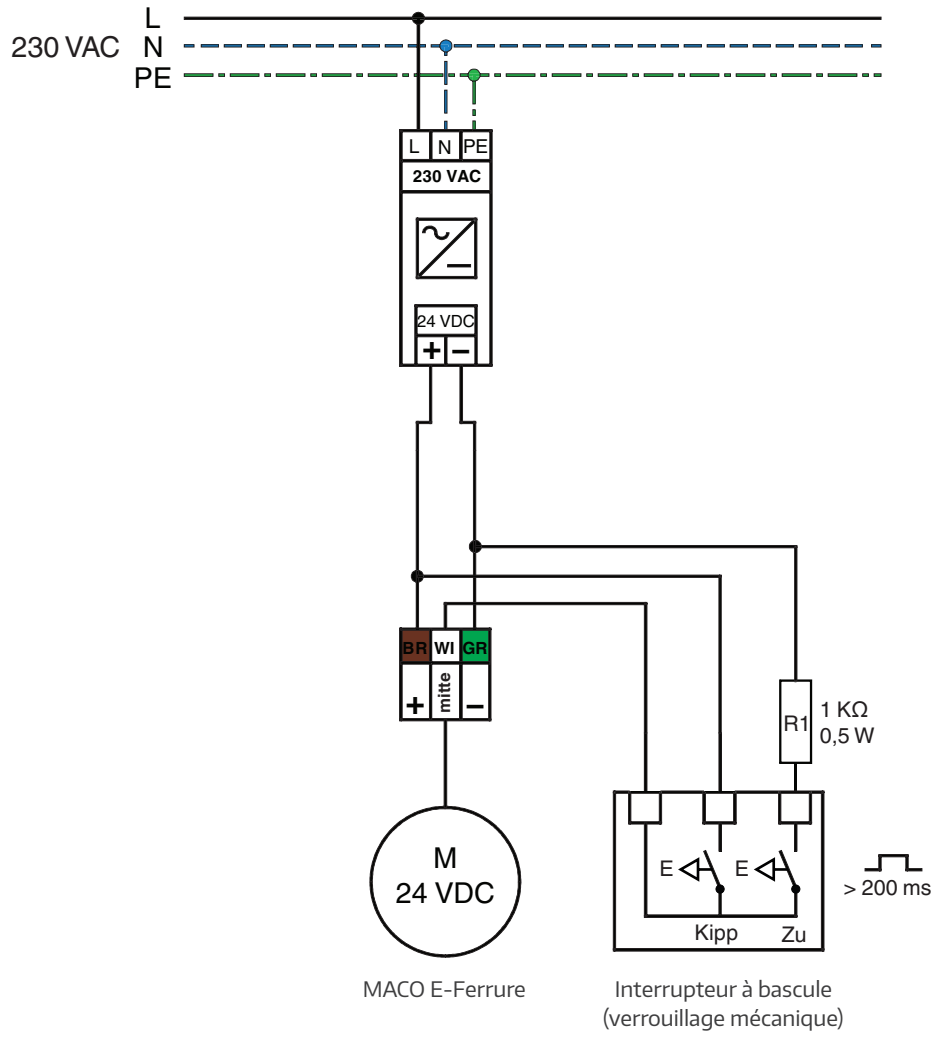 L
230 VAC N
PE
L N PE
230 VAC
24 VDC
+ −
BR WI GR
+ mitte −
R1
1 KΩ
0,5 W
M
24 VDC
E E
Kipp Zu
> 200 ms
MACO E-Ferrure
Interrupteur à bascule
(verrouillage mécanique)